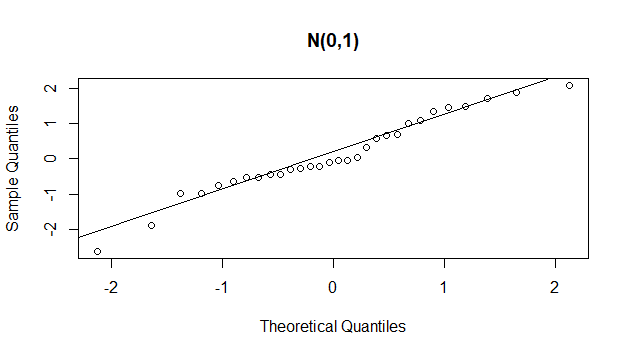 N(0,1)
Sample Quantiles
2
1
0
-1
-2
-2 -1 0 1 2
Theoretical Quantiles